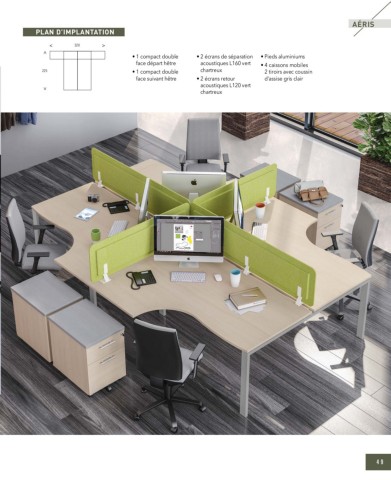 AÉRIS
PLAN D'IMPLANTATION
• 1 compact double
face départ hêtre
• 1 compact double
face suivant hêtre
• 2 écrans de séparation
acoustiques L160 vert
chartreux
• 2 écrans retour
acoustiques L120 vert
chartreux
• Pieds aluminiums
• 4 caissons mobiles
2 tiroirs avec coussin
d'assise gris clair